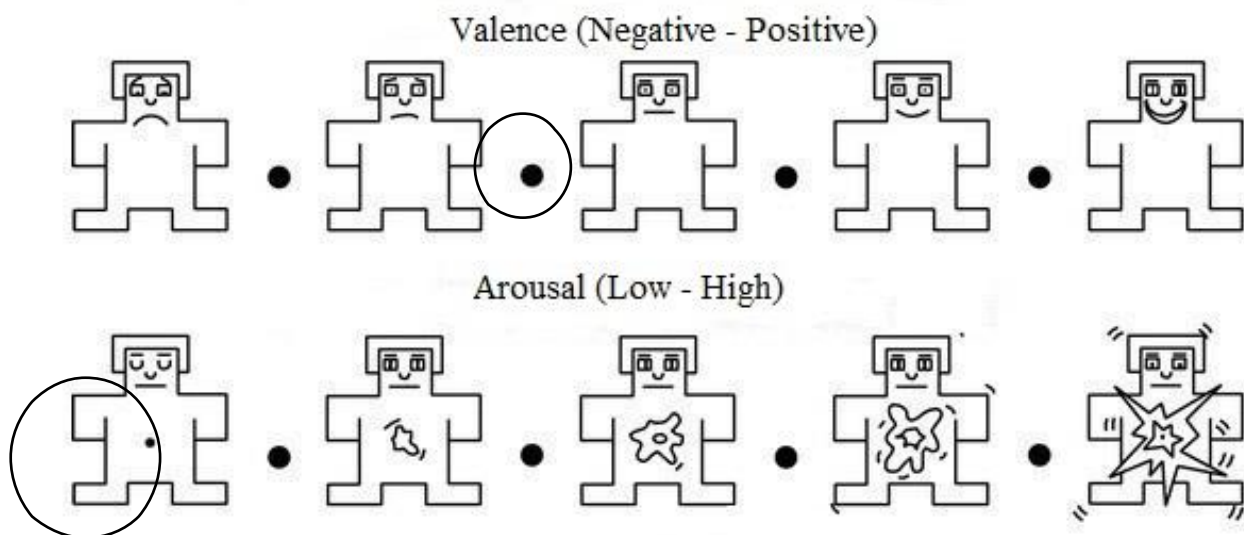 Valence (Negative - Positive)
Arousal (Low - High)